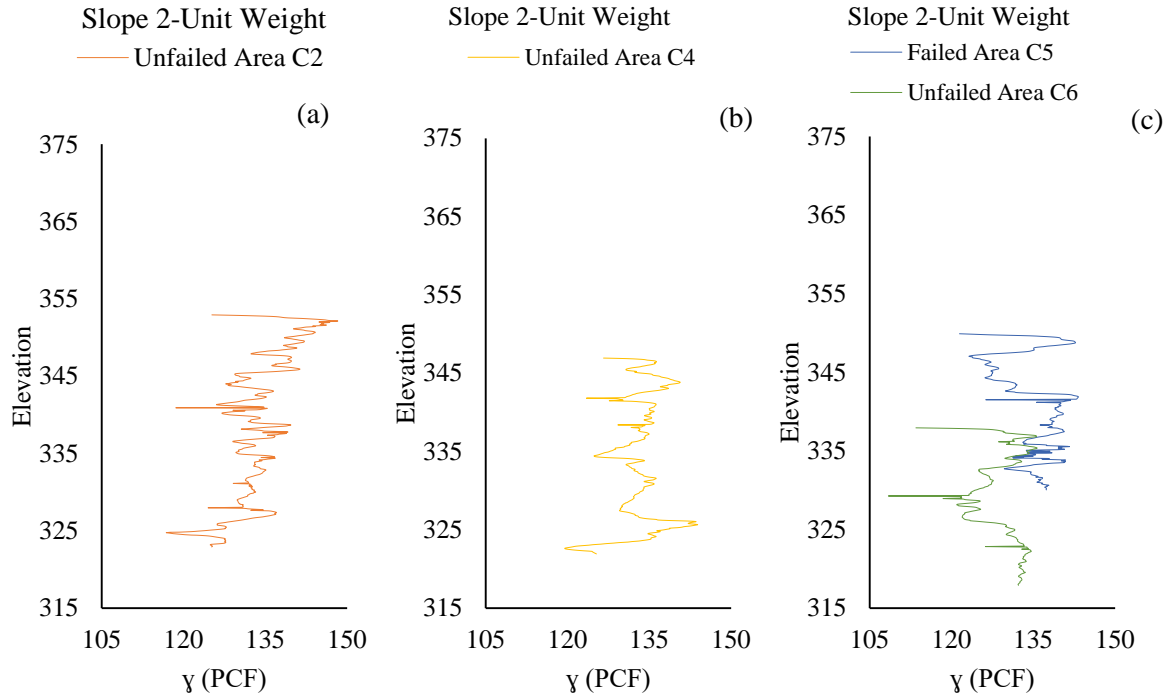 Slope 2-Unit Weight
Unfailed Area C2
(a)
375
365
355
345
335
325
315
Elevation
105 120 135 150
ɣ (PCF)
Slope 2-Unit Weight
Unfailed Area C4
(b)
375
365
355
345
335
325
315
Elevation
105 120 135 150
ɣ (PCF)
Slope 2-Unit Weight
Failed Area C5
Unfailed Area C6
(c)
375
365
355
345
335
325
315
Elevation
105 120 135 150
ɣ (PCF)